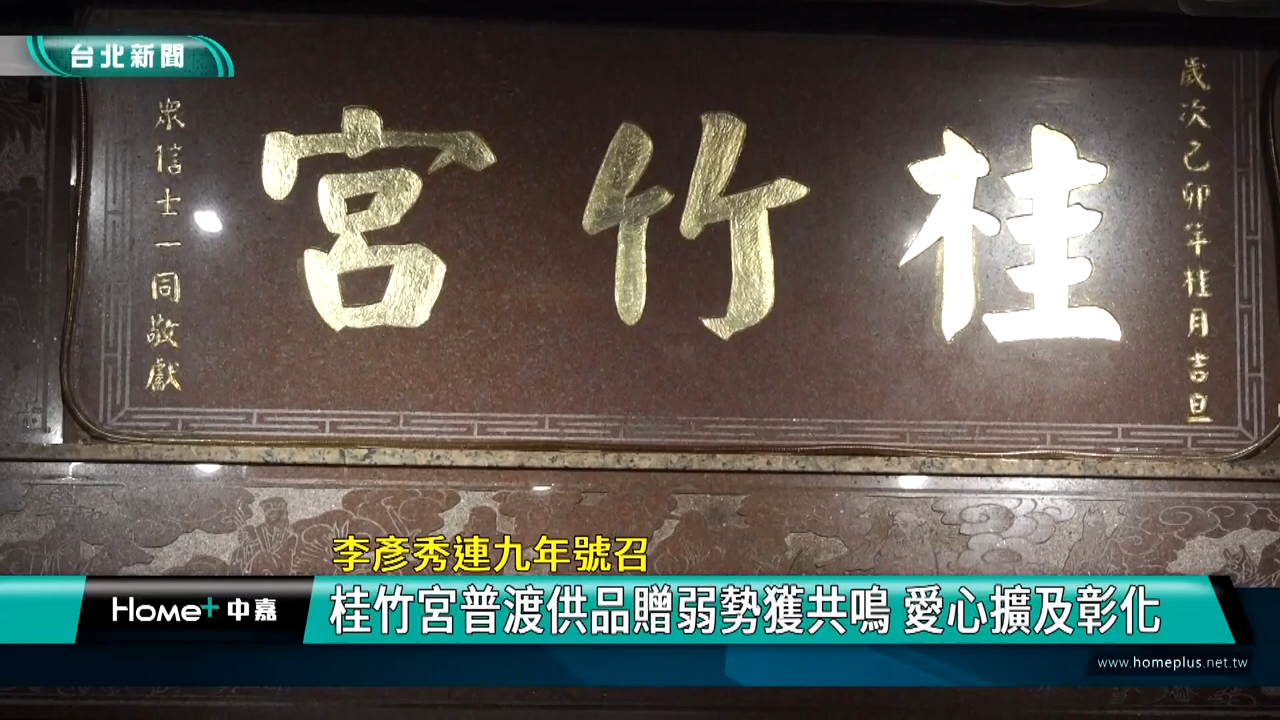 台北新聞
歲次己卯年桂月吉旦
桂竹宮
眾信士一同敬獻
李彥秀連九年號召
Home+中嘉
桂竹宮普渡供品贈弱勢獲共鳴 愛心擴及彰化
www.homeplus.net.tw